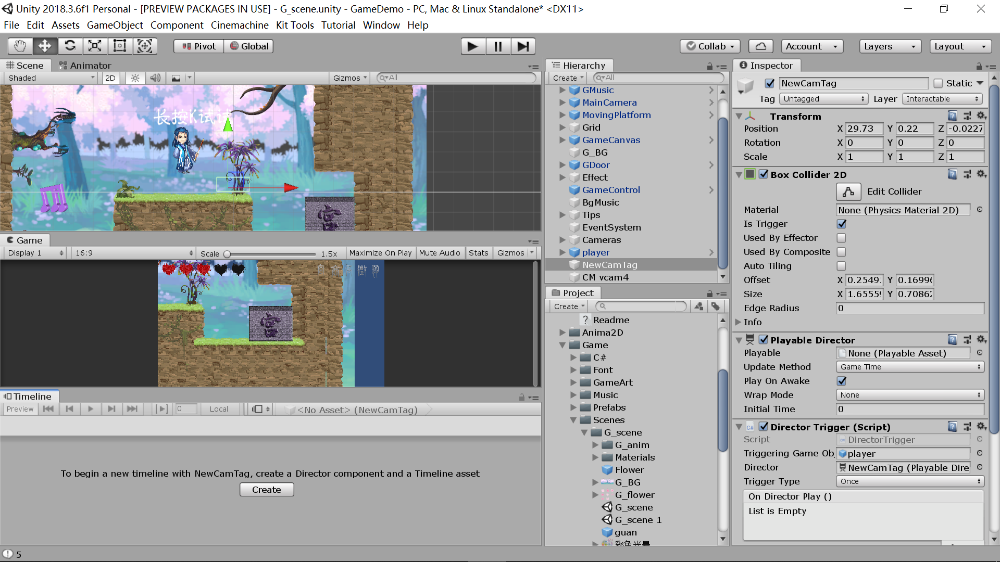 Unity 2018.3.6f1 Personal - [PREVIEW PACKAGES IN USE] - G_scene.unity - GameDemo - PC, Mac & Linux Standalone* <DX11>
File Edit Assets GameObject Component Cinemachine Kit Tools Tutorial Window Help
Pivot Global Collab Account Layers Layout
Scene Animator
Shaded 2D Gizmos All
长按K试试
Game
Display 1 16:9 Scale 1.5x Maximize On Play Mute Audio Stats Gizmos
宫
Timeline
Preview 0 Local <No Asset> (NewCamTag)
To begin a new timeline with NewCamTag, create a Director component and a Timeline asset
Create
5
Hierarchy
Create All
GMusic
MainCamera
MovingPlatform
Grid
GameCanvas
G_BG
GDoor
Effect
GameControl
BgMusic
Tips
EventSystem
Cameras
player
NewCamTag
CM vcam4
Project
Create
Readme
Anima2D
Game
C#
Font
GameArt
Music
Prefabs
Scenes
G_scene
G_anim
Materials
Flower
G_BG
G_flower
G_scene
G_scene 1
guan
彩色光晕
Inspector
NewCamTag Static
Tag Untagged Layer Interactable
Transform
Position X 29.73 Y 0.22 Z -0.0227
Rotation X 0 Y 0 Z 0
Scale X 1 Y 1 Z 1
Box Collider 2D
Edit Collider
Material None (Physics Material 2D)
Is Trigger
Used By Effector
Used By Composite
Auto Tiling
Offset X 0.2549 Y 0.1699
Size X 1.6555 Y 0.7086
Edge Radius 0
Info
Playable Director
Playable None (Playable Asset)
Update Method Game Time
Play On Awake
Wrap Mode None
Initial Time 0
Director Trigger (Script)
Script DirectorTrigger
Triggering Game Ob player
Director NewCamTag (Playable Dire
Trigger Type Once
On Director Play ()
List is Empty